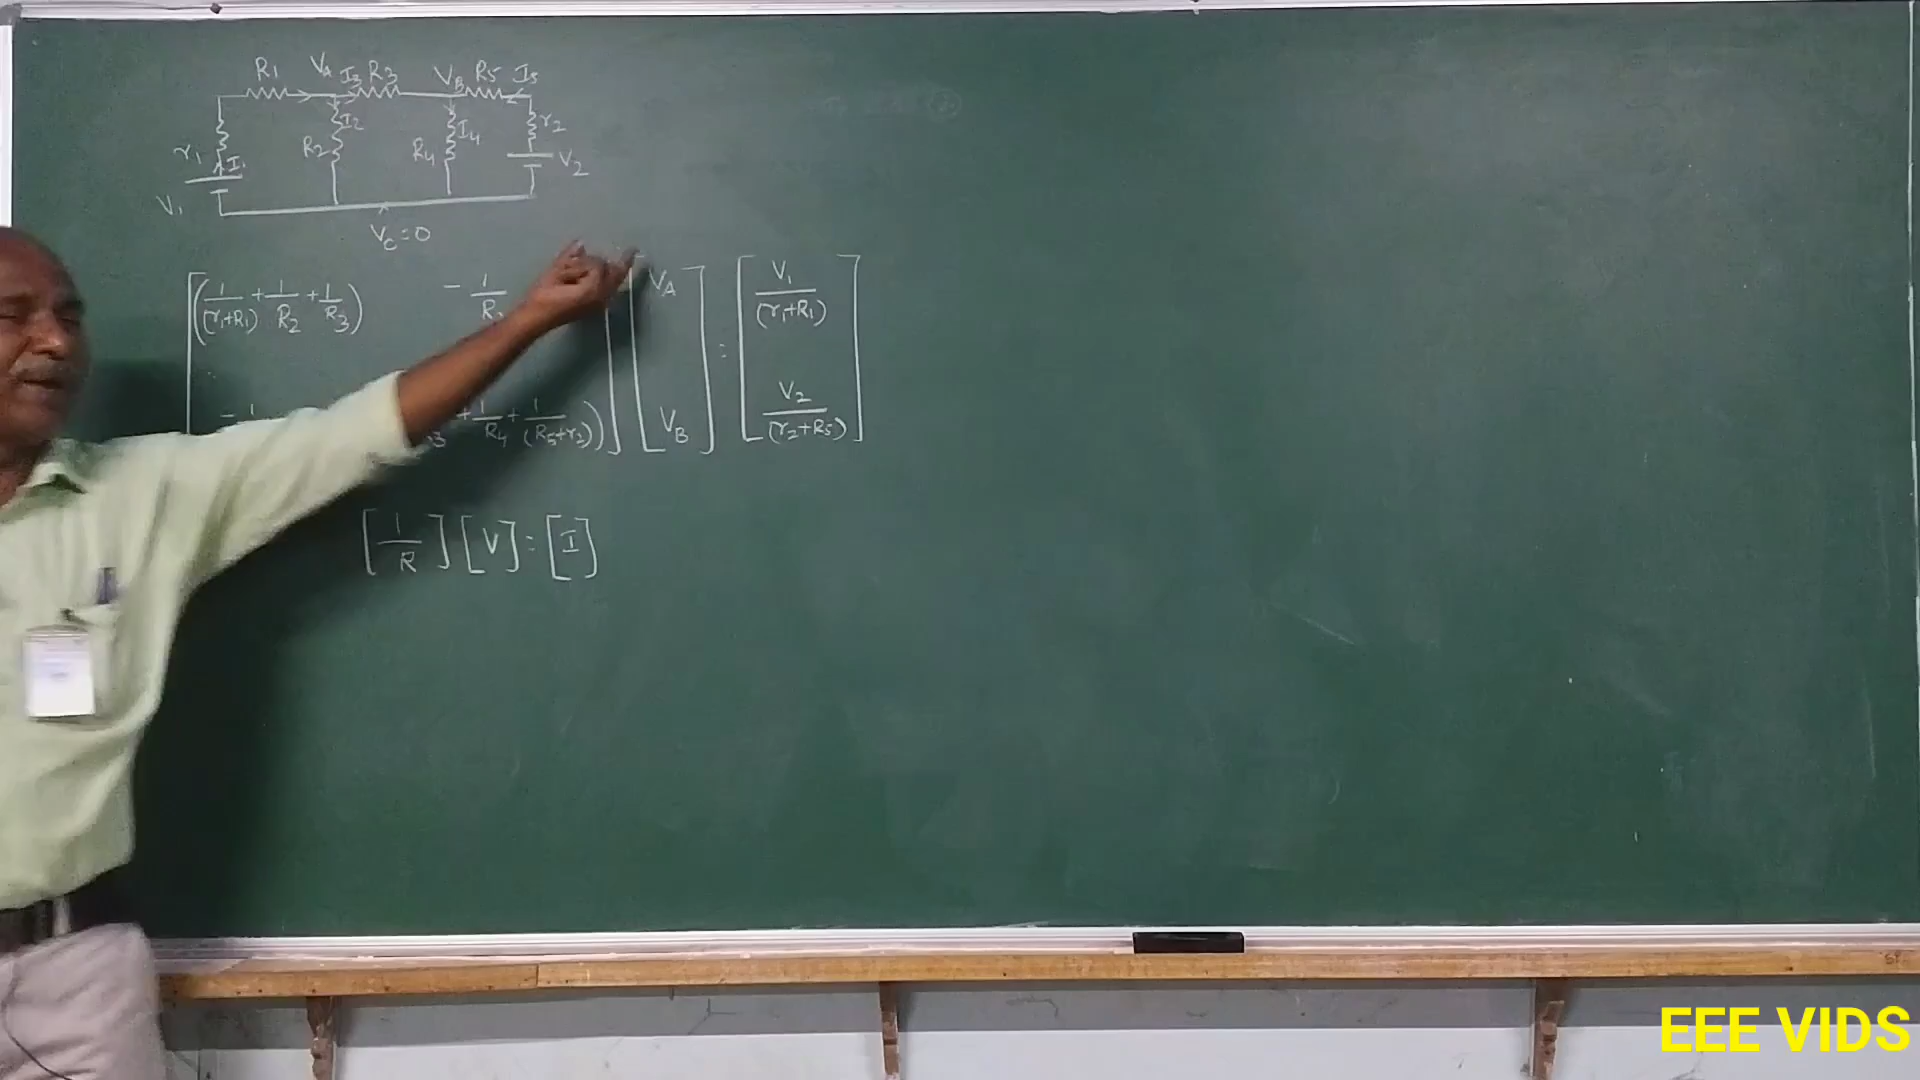 R1 VA I3 R3 VB R5 I5
r1 I1 R2 I2 R4 I4 r2 V2
V1
VC = 0
[(1/(r1+R1) + 1/R2 + 1/R3) - 1/R [VA] = [V1/(r1+R1)
- 1 3 + 1/R4 + 1/(R5+r2))] [VB] V2/(r2+R5)]
[1/R] [V] = [I]
EEE VIDS